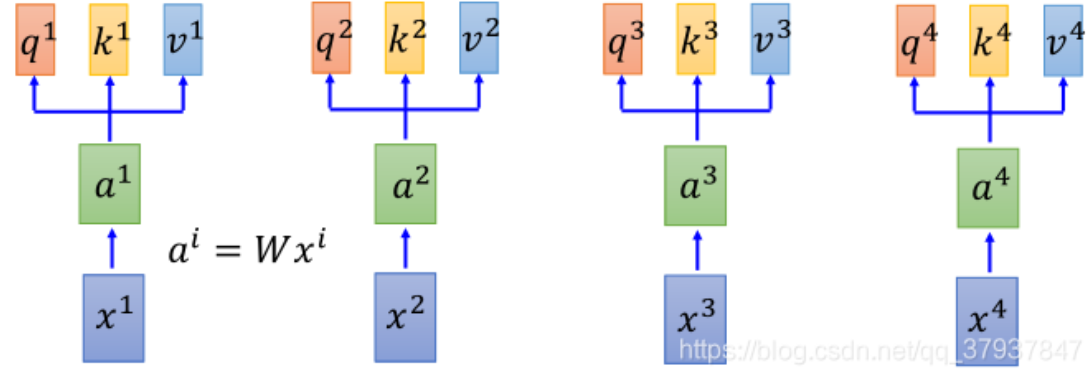 q¹ k¹ v¹ q² k² v² q³ k³ v³ q⁴ k⁴ v⁴
a¹ a² a³ a⁴
aⁱ = Wxⁱ
x¹ x² x³ x⁴
https://blog.csdn.net/qq_37937847